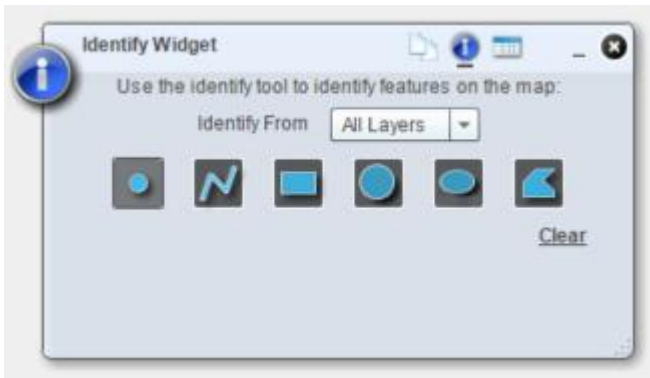 Identify Widget
Use the identify tool to identify features on the map:
Identify From All Layers
Clear